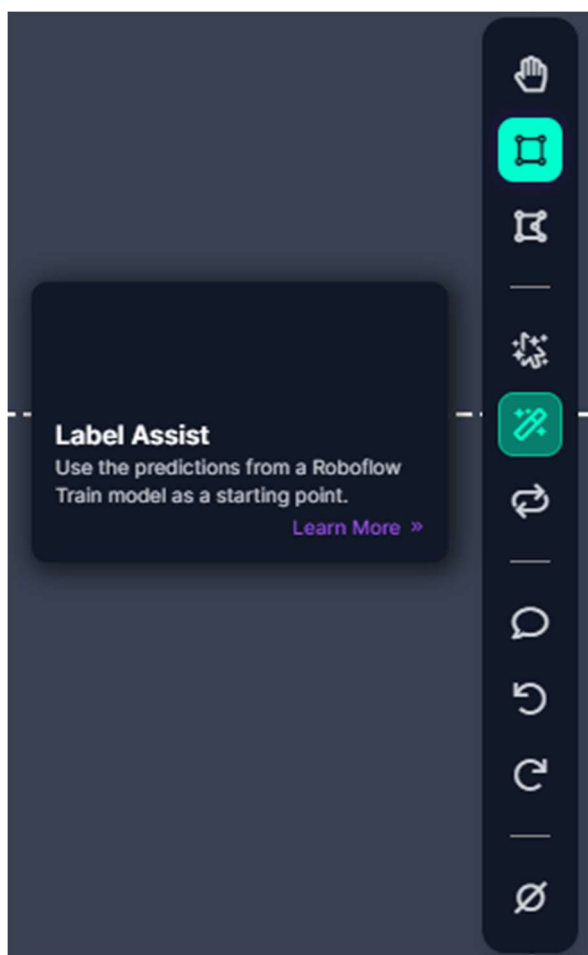 Label Assist
Use the predictions from a Roboflow
Train model as a starting point.
Learn More »